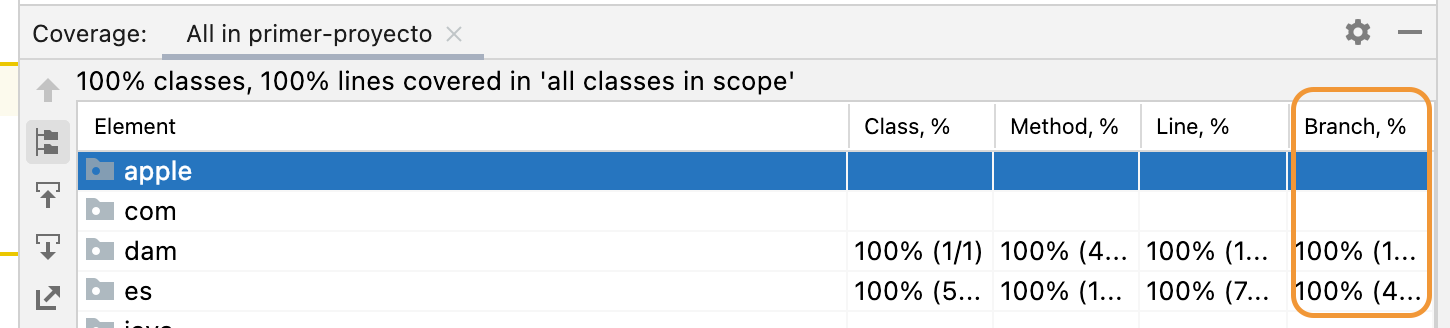 Coverage: All in primer-proyecto
100% classes, 100% lines covered in 'all classes in scope'
Element Class, % Method, % Line, % Branch, %
apple
com
dam 100% (1/1) 100% (4... 100% (1... 100% (1...
es 100% (5... 100% (1... 100% (7... 100% (4...